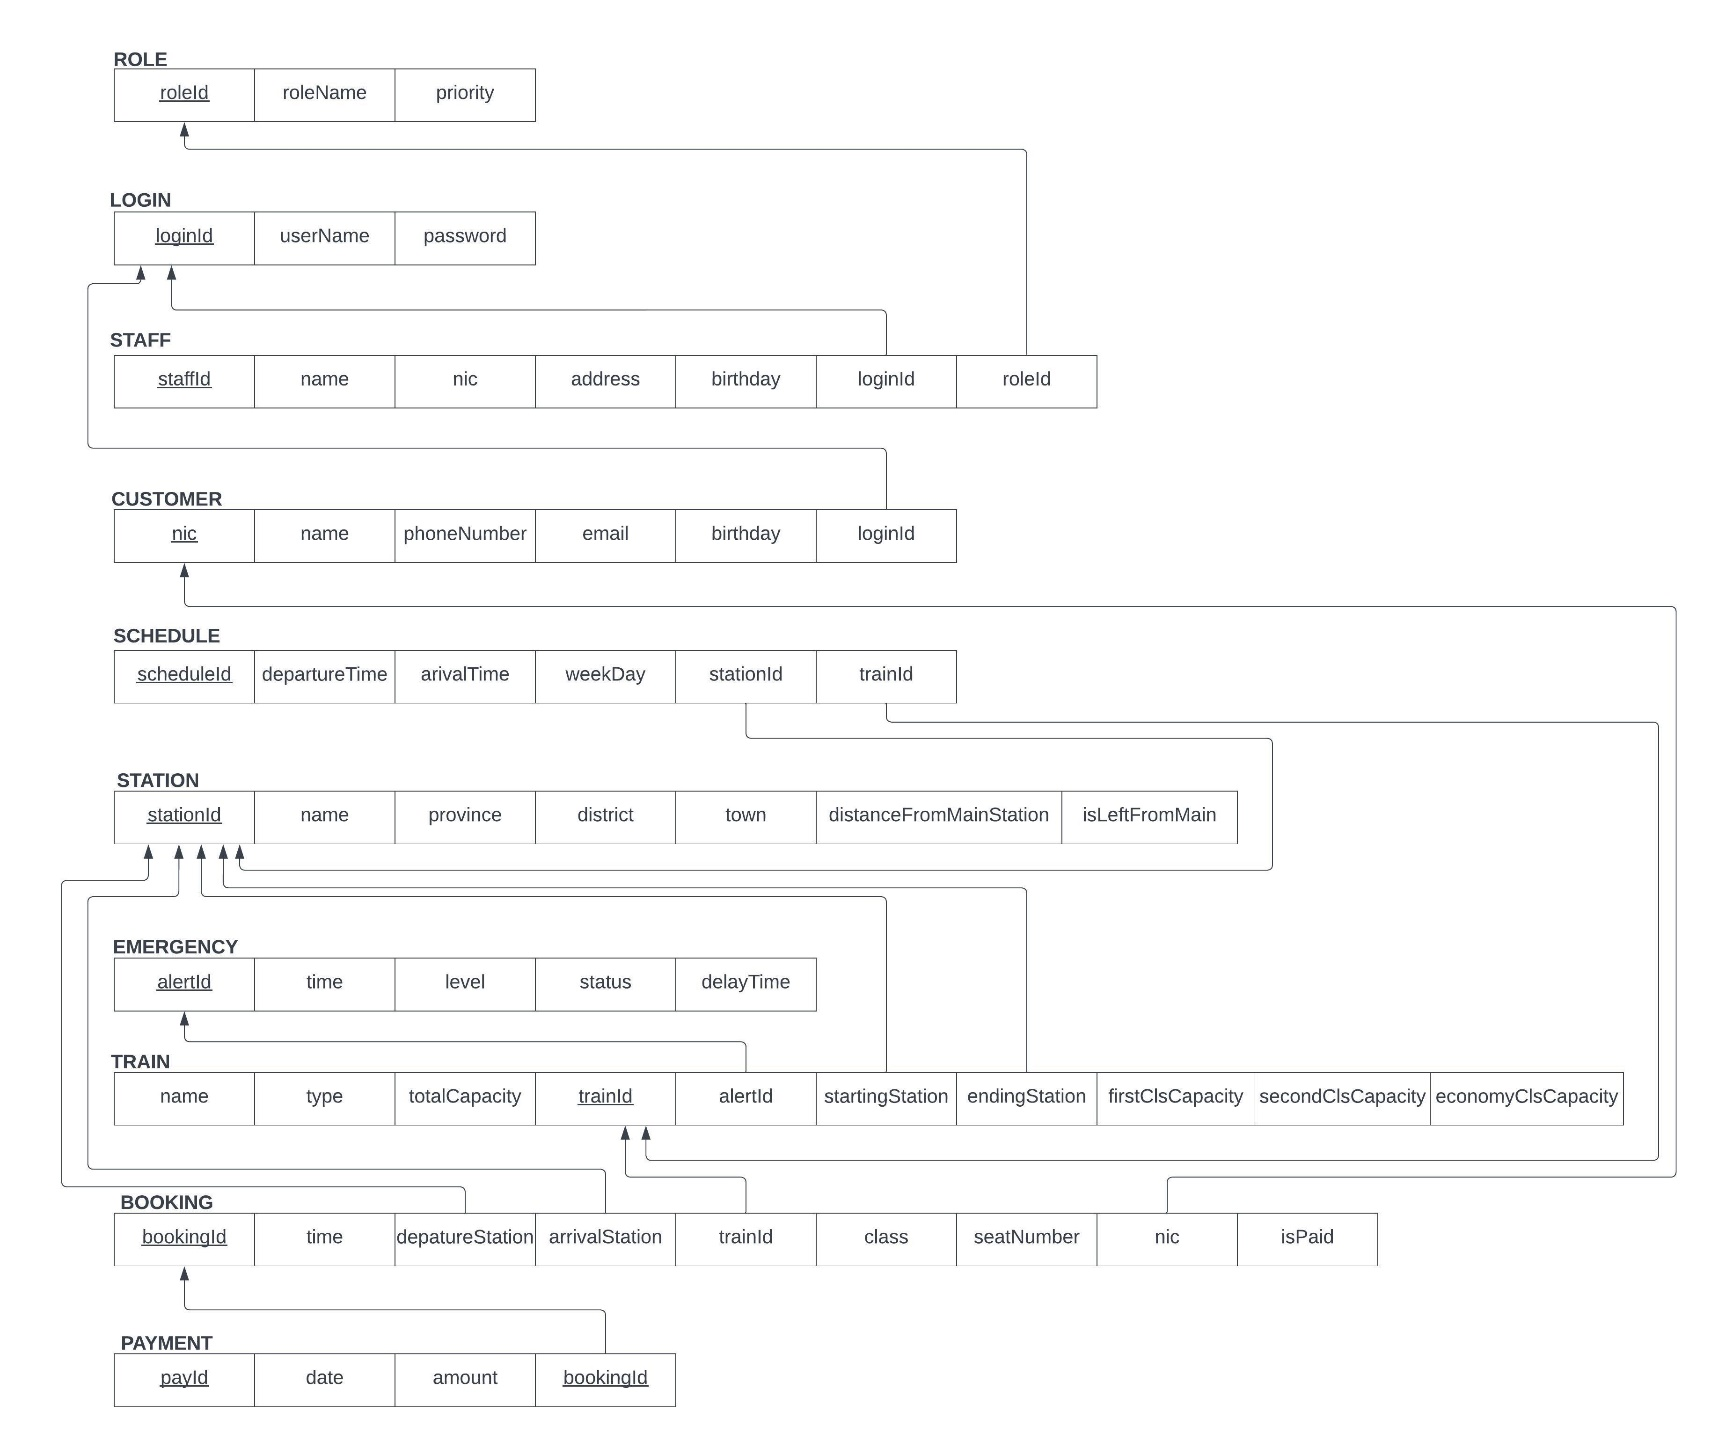 ROLE
roleId roleName priority
LOGIN
loginId userName password
STAFF
staffId name nic address birthday loginId roleId
CUSTOMER
nic name phoneNumber email birthday loginId
SCHEDULE
scheduleId departureTime arivalTime weekDay stationId trainId
STATION
stationId name province district town distanceFromMainStation isLeftFromMain
EMERGENCY
alertId time level status delayTime
TRAIN
name type totalCapacity trainId alertId startingStation endingStation firstClsCapacity secondClsCapacity economyClsCapacity
BOOKING
bookingId time depatureStation arrivalStation trainId class seatNumber nic isPaid
PAYMENT
payId date amount bookingId